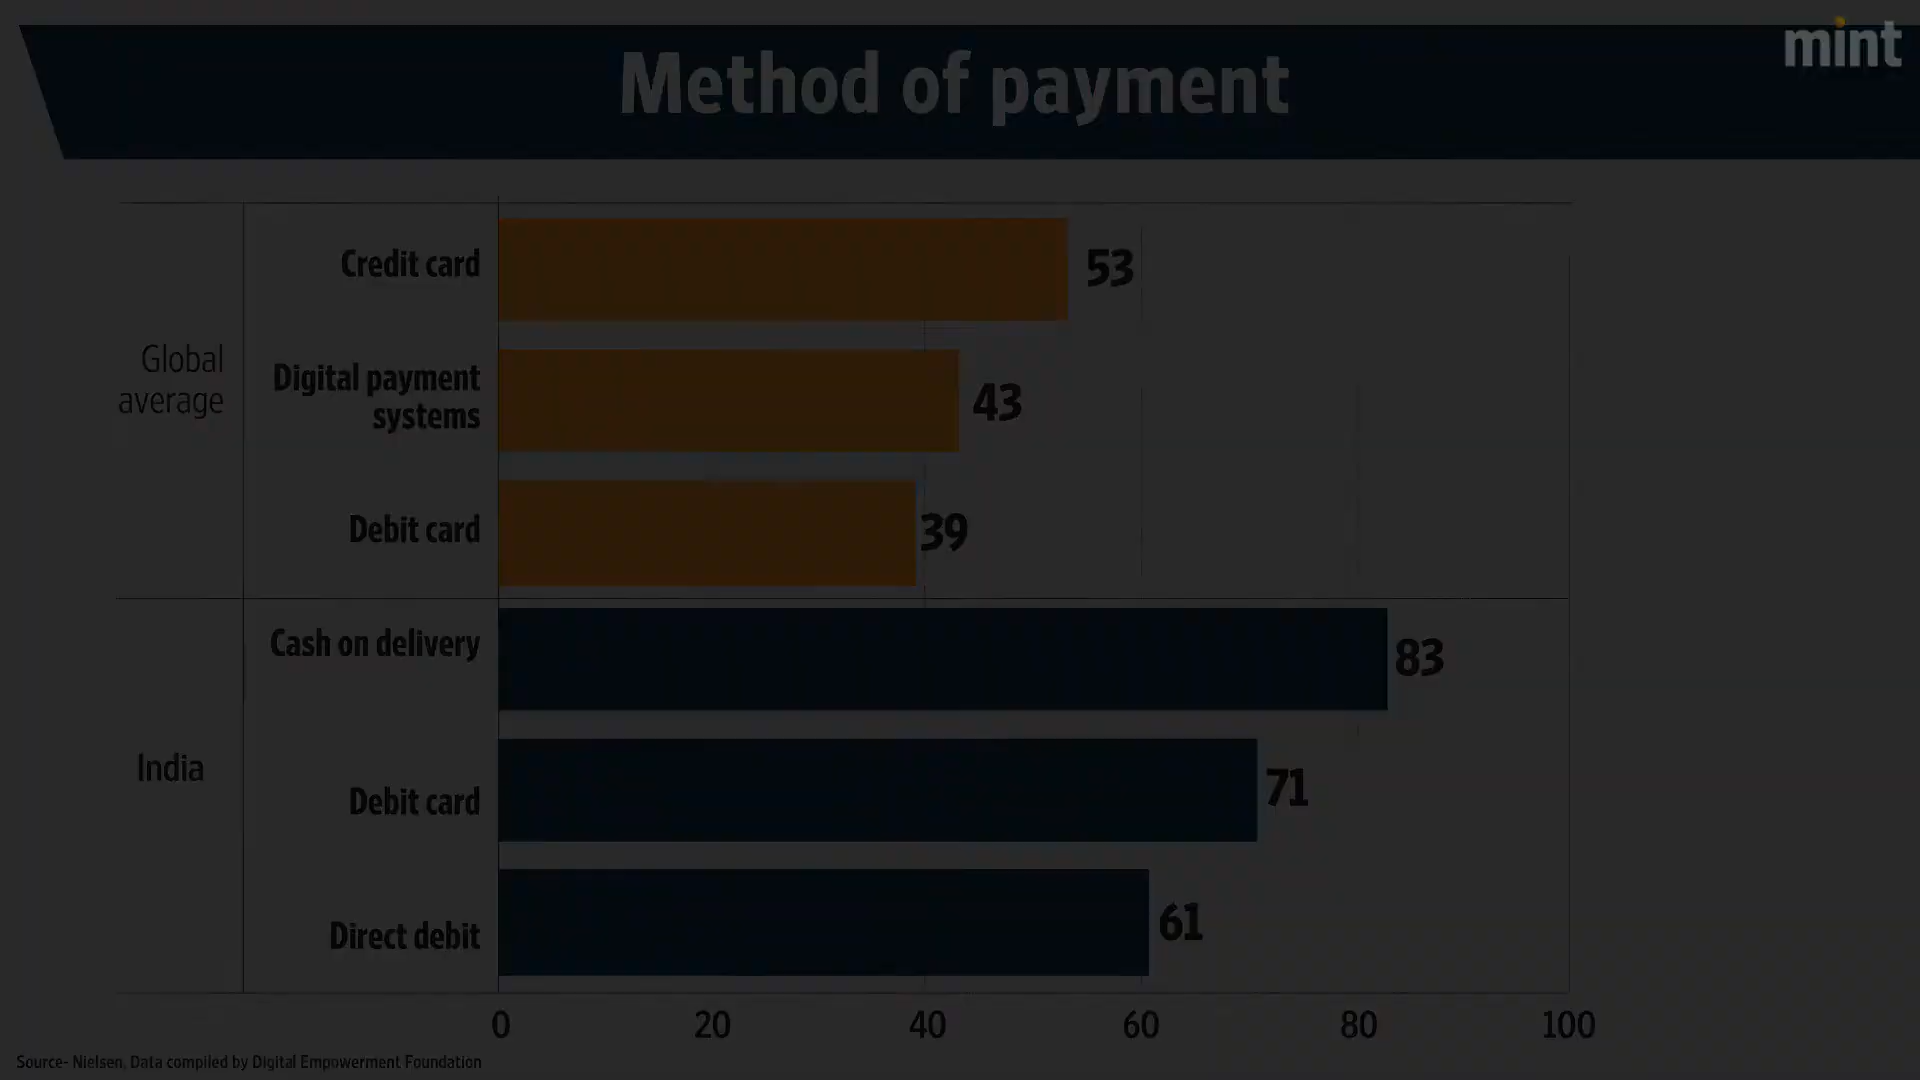 mint
Method of payment
Global
average
Credit card
53
Digital payment
systems
43
Debit card
39
India
Cash on delivery
83
Debit card
71
Direct debit
61
0 20 40 60 80 100
Source- Nielsen, Data compiled by Digital Empowerment Foundation